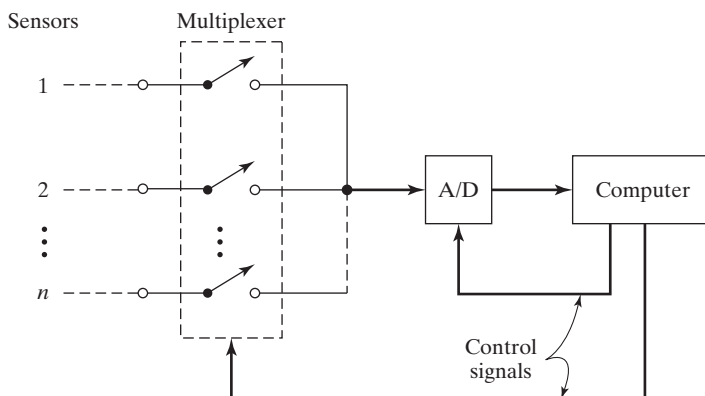 Sensors
Multiplexer
1
2
n
A/D
Computer
Control
signals